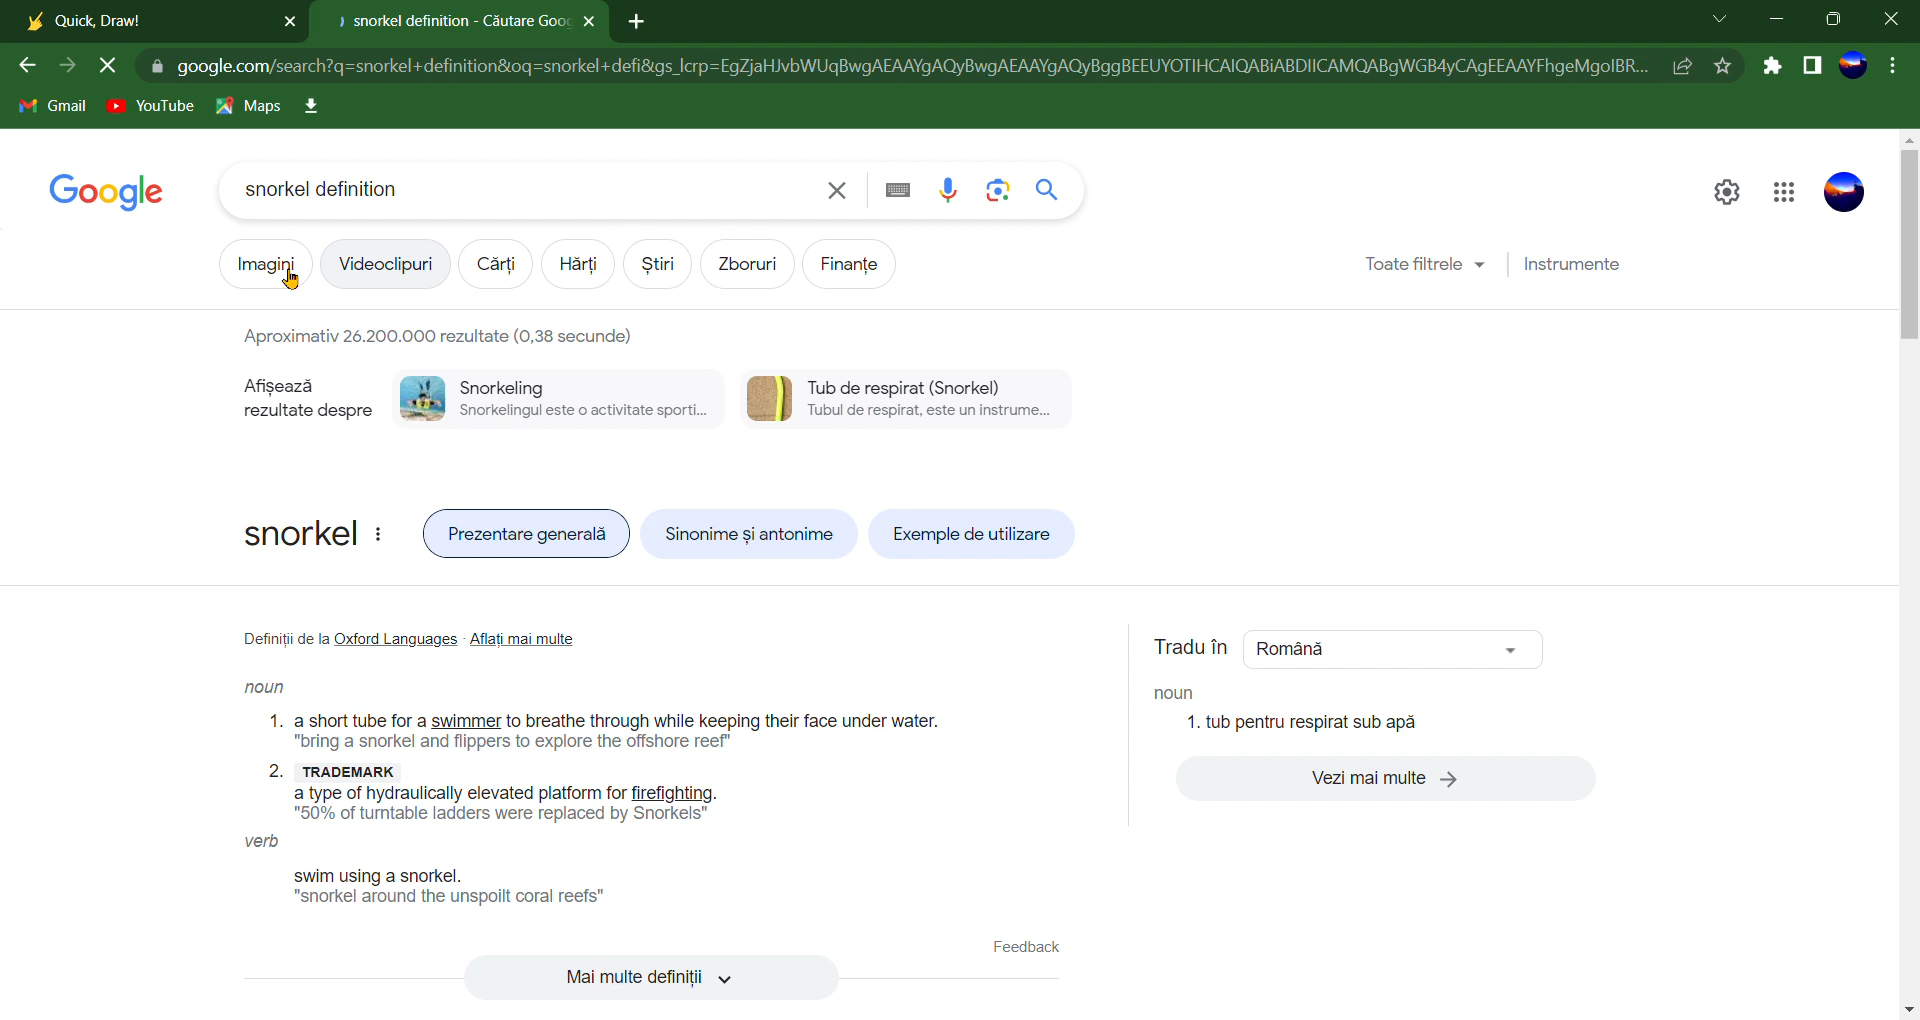 Quick, Draw!
snorkel definition - Căutare Goog
google.com/search?q=snorkel+definition&oq=snorkel+defi&gs_lcrp=
Gmail YouTube Maps
Google
snorkel definition
Imagini Videoclipuri Cărți Hărți Știri Zboruri Finanțe Toate filtrele Instrumente
Aproximativ 26.200.000 rezultate (0,38 secunde)
Afișează rezultate despre
Snorkeling
Snorkelingul este o activitate sporti...
Tub de respirat (Snorkel)
Tubul de respirat, este un instrume...
snorkel Prezentare generală Sinonime și antonime Exemple de utilizare
Definiții de la Oxford Languages · Aflați mai multe
noun
1. a short tube for a swimmer to breathe through while keeping their face under water.
"bring a snorkel and flippers to explore the offshore reef"
2. TRADEMARK
a type of hydraulically elevated platform for firefighting.
"50% of turntable ladders were replaced by Snorkels"
verb
swim using a snorkel.
"snorkel around the unspoilt coral reefs"
Feedback
Mai multe definiții
Tradu în Română
noun
1. tub pentru respirat sub apă
Vezi mai multe →